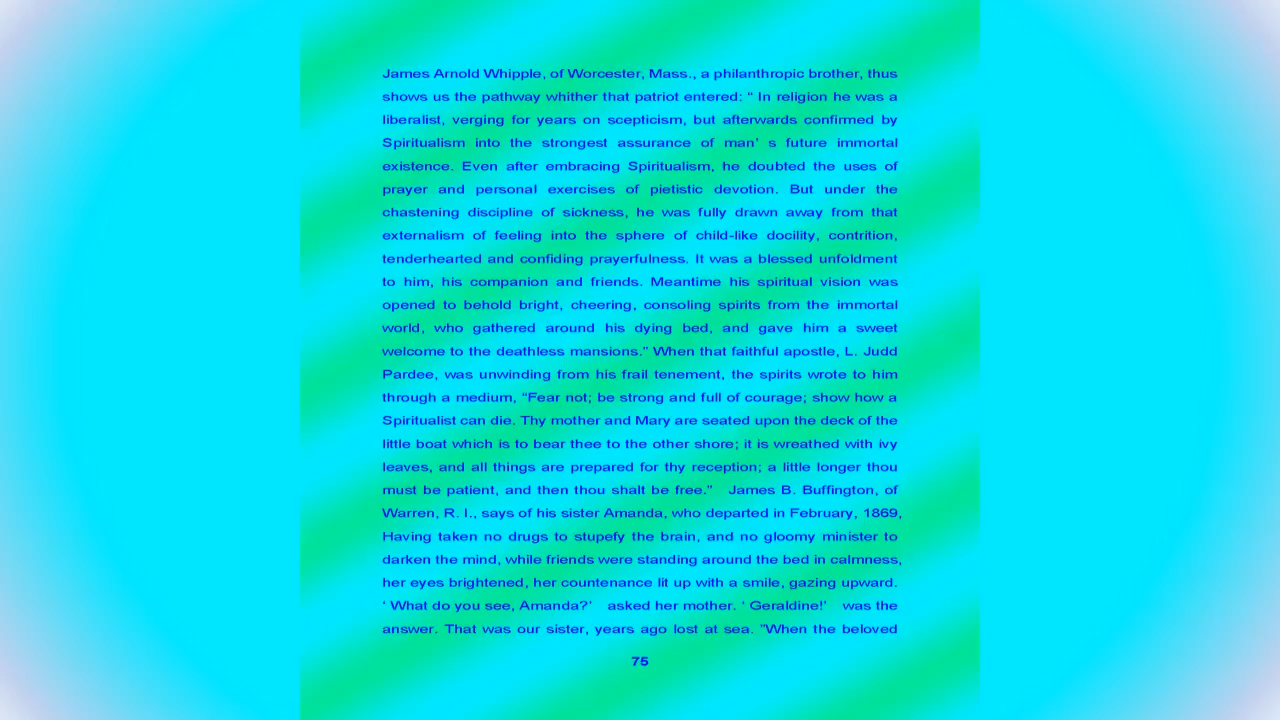 James Arnold Whipple, of Worcester, Mass., a philanthropic brother, thus
shows us the pathway whither that patriot entered: “ In religion he was a
liberalist, verging for years on scepticism, but afterwards confirmed by
Spiritualism into the strongest assurance of man’ s future immortal
existence. Even after embracing Spiritualism, he doubted the uses of
prayer and personal exercises of pietistic devotion. But under the
chastening discipline of sickness, he was fully drawn away from that
externalism of feeling into the sphere of child-like docility, contrition,
tenderhearted and confiding prayerfulness. It was a blessed unfoldment
to him, his companion and friends. Meantime his spiritual vision was
opened to behold bright, cheering, consoling spirits from the immortal
world, who gathered around his dying bed, and gave him a sweet
welcome to the deathless mansions.” When that faithful apostle, L. Judd
Pardee, was unwinding from his frail tenement, the spirits wrote to him
through a medium, “Fear not; be strong and full of courage; show how a
Spiritualist can die. Thy mother and Mary are seated upon the deck of the
little boat which is to bear thee to the other shore; it is wreathed with ivy
leaves, and all things are prepared for thy reception; a little longer thou
must be patient, and then thou shalt be free.” James B. Buffington, of
Warren, R. I., says of his sister Amanda, who departed in February, 1869,
Having taken no drugs to stupefy the brain, and no gloomy minister to
darken the mind, while friends were standing around the bed in calmness,
her eyes brightened, her countenance lit up with a smile, gazing upward.
‘ What do you see, Amanda?’ asked her mother. ‘ Geraldine!’ was the
answer. That was our sister, years ago lost at sea. ”When the beloved
75